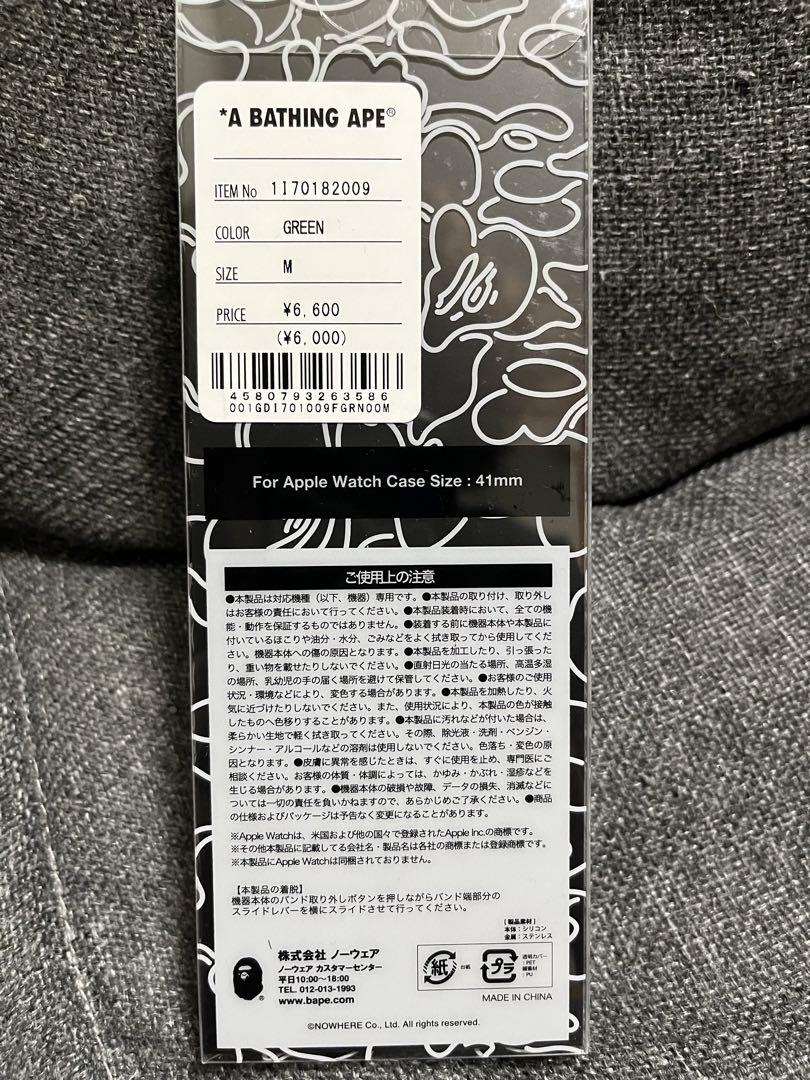 *A BATHING APE®
ITEM No 1I70182009
COLOR GREEN
SIZE M
PRICE ¥6,600
(¥6,000)
4580793263586
001GDI701009FGRN00M
For Apple Watch Case Size : 41mm
ご使用上の注意
●本製品は対応機種（以下、機器）専用です。●本製品の取り付け、取り外し
はお客様の責任において行ってください。●本製品装着時において、全ての機
能・動作を保証するものではありません。●装着する前に機器本体や本製品に
付いているほこりや油分・水分、ごみなどをよく拭き取ってから使用してくだ
さい。機器本体への傷の原因となります。●本製品を加工したり、引っ張った
り、重い物を載せたりしないでください。●直射日光の当たる場所、高温多湿
の場所、乳幼児の手の届く場所を避けて保管してください。●お客様のご使用
状況・環境などにより、変色する場合があります。●本製品を加熱したり、火
気に近づけたりしないでください。また、使用状況により、本製品の色が接触
したものへ色移りすることがあります。●本製品に汚れなどが付いた場合は、
柔らかい生地で軽く拭き取ってください。その際、除光液・洗剤・ベンジン・
シンナー・アルコールなどの溶剤は使用しないでください。色落ち・変色の原
因となります。●皮膚に異常を感じたときは、すぐに使用を止め、専門医にご
相談ください。お客様の体質・体調によっては、かゆみ・かぶれ・湿疹などを
生じる場合があります。●機器本体の破損や故障、データの損失、消滅などに
ついては一切の責任を負いかねますので、あらかじめご了承ください。●商品
の仕様およびパッケージは予告なく変更になることがあります。
※Apple Watchは、米国および他の国々で登録されたApple Inc.の商標です。
※その他本製品に記載してる会社名・製品名は各社の商標または登録商標です。
※本製品にApple Watchは同梱されておりません。
【本製品の着脱】
機器本体のバンド取り外しボタンを押しながらバンド端部分の
スライドレバーを横にスライドさせて行ってください。
[製品素材]
本体：シリコン
金属：ステンレス
株式会社 ノーウェア
ノーウェア カスタマーセンター
平日10:00〜18:00
TEL. 012-013-1993
www.bape.com
紙 台紙
プラ 透明カバー
：PET
緩衝材
：PU
MADE IN CHINA
©NOWHERE Co., Ltd. All rights reserved.